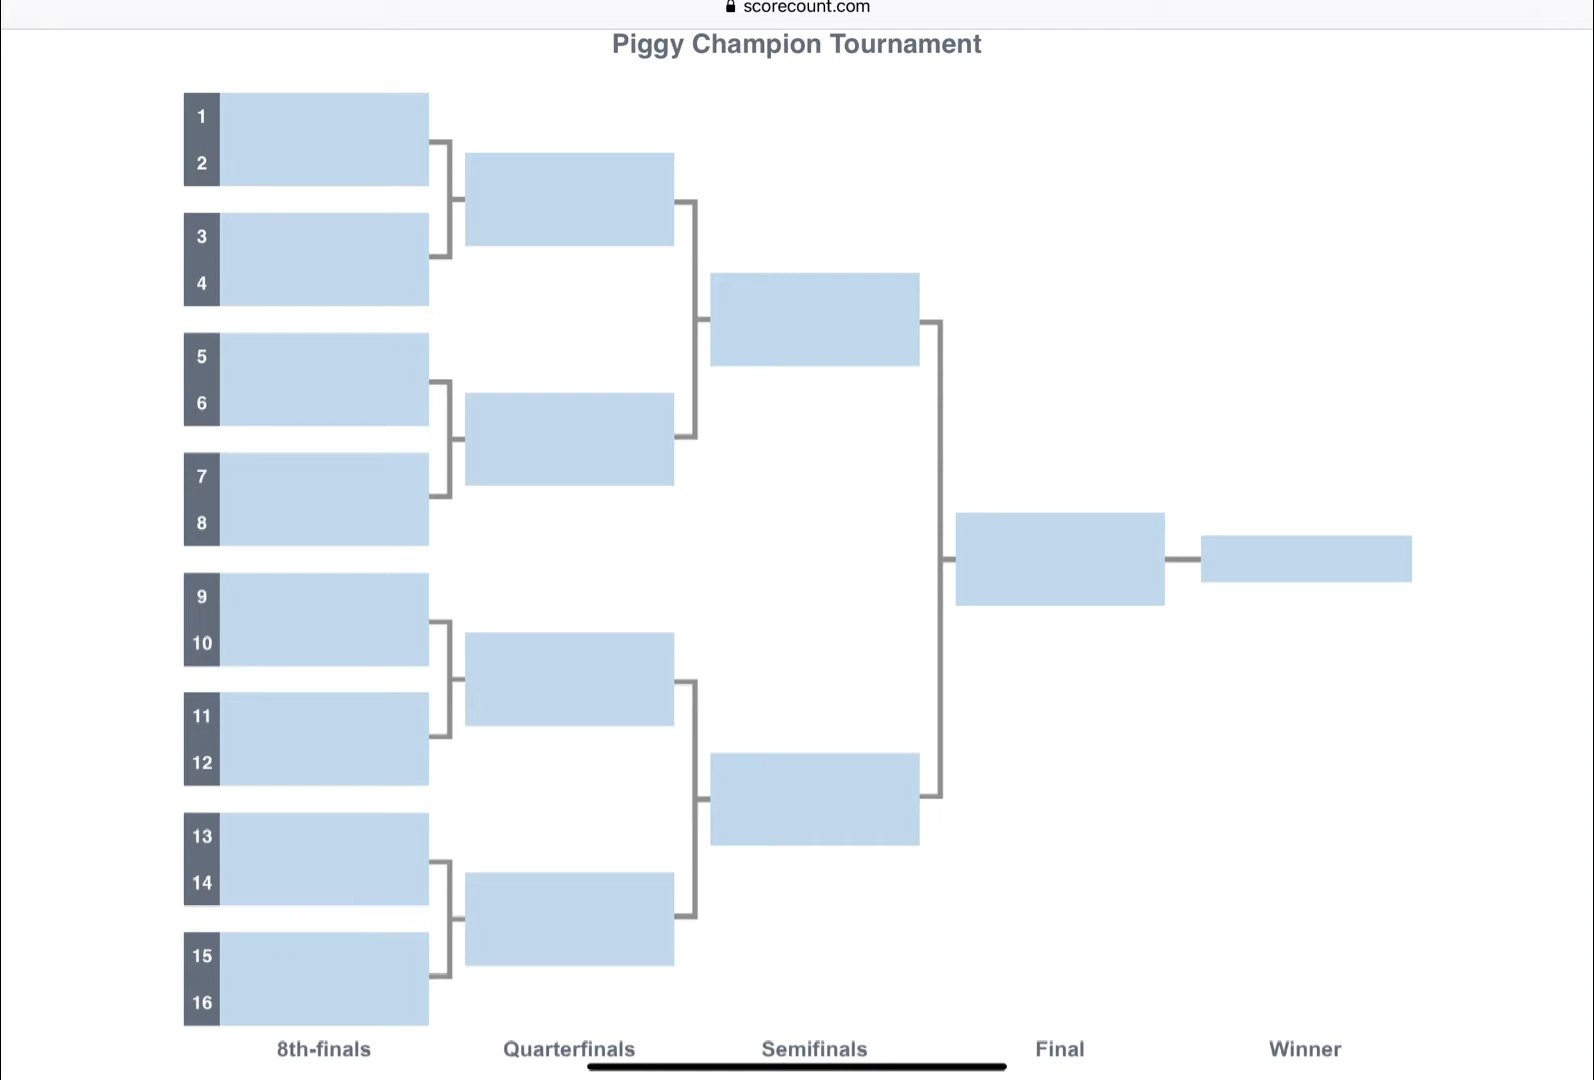 scorecount.com
Piggy Champion Tournament
1
2
3
4
5
6
7
8
9
10
11
12
13
14
15
16
8th-finals
Quarterfinals
Semifinals
Final
Winner